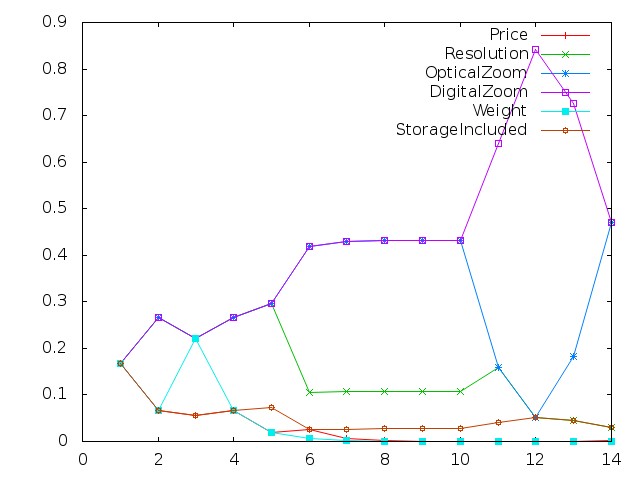 0.9
0.8
0.7
0.6
0.5
0.4
0.3
0.2
0.1
0
0 2 4 6 8 10 12 14
Price
Resolution
OpticalZoom
DigitalZoom
Weight
StorageIncluded